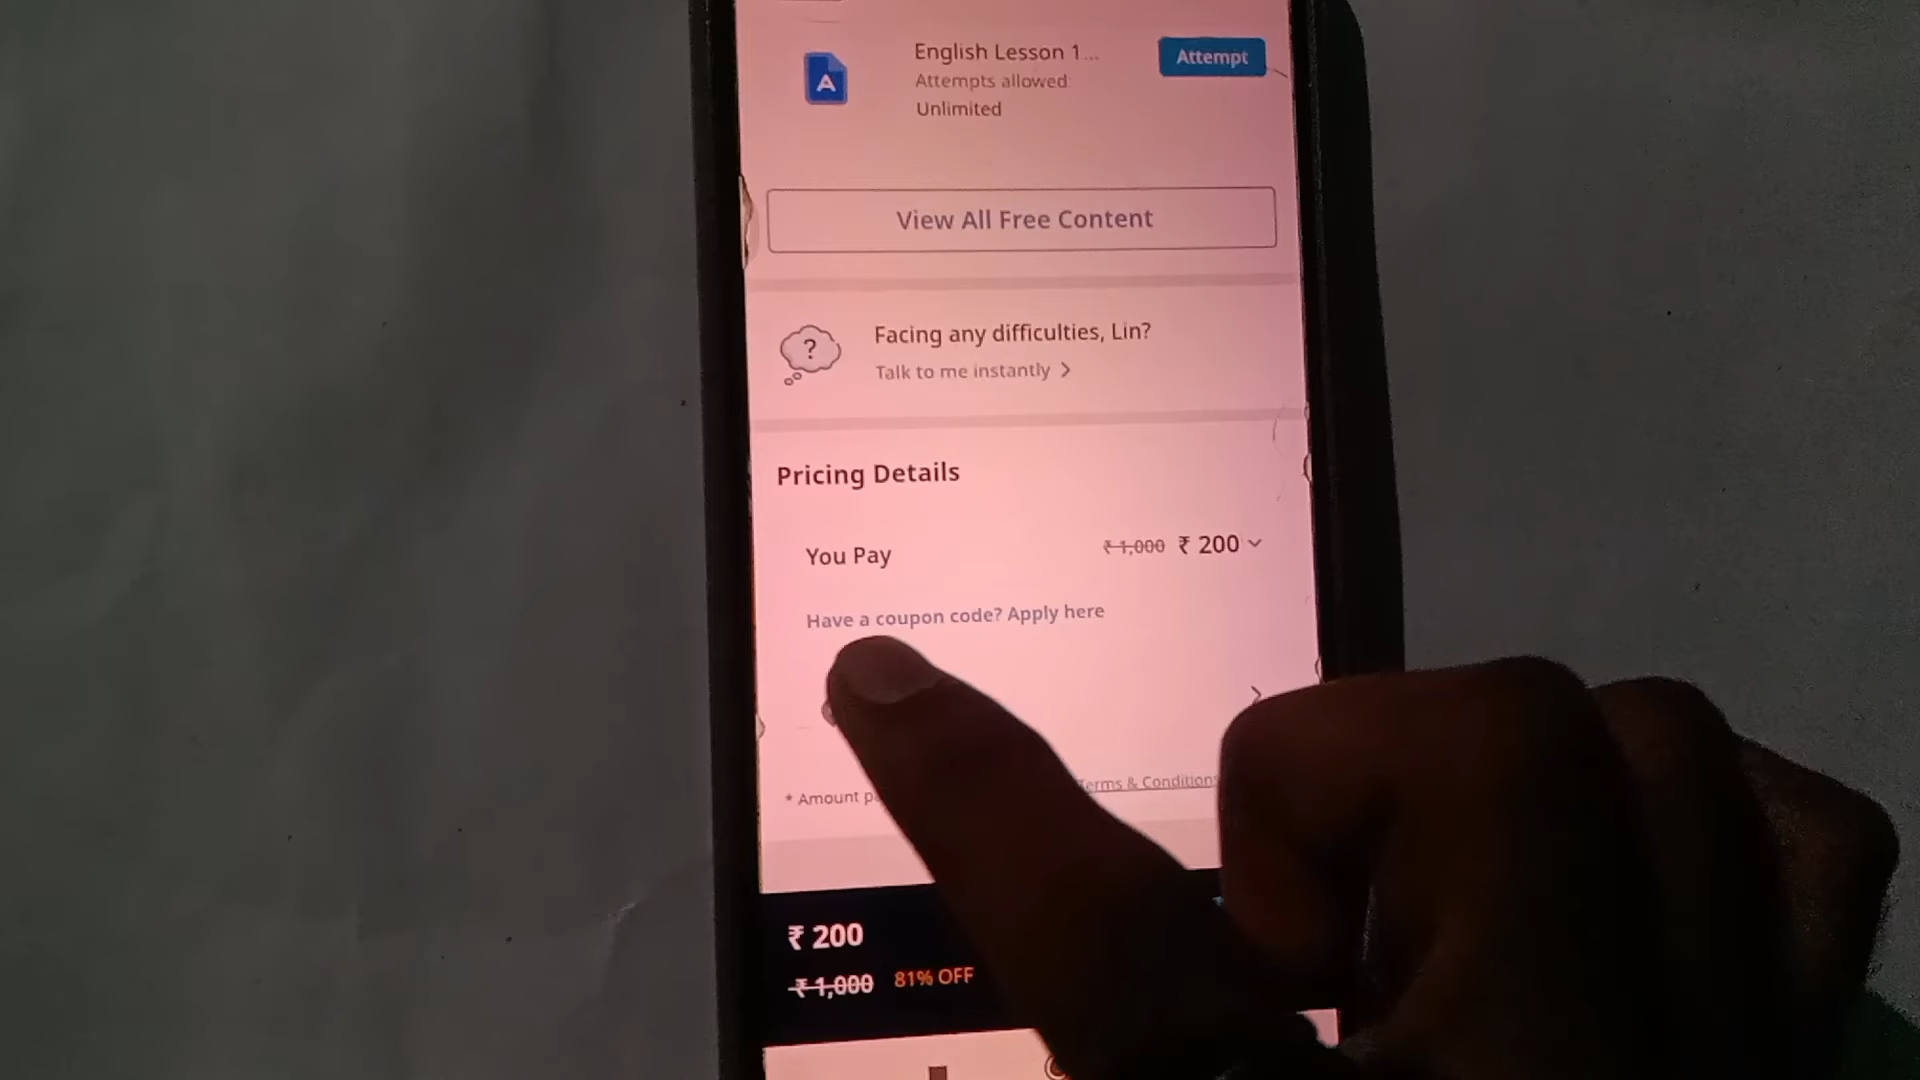 English Lesson 1...
Attempt
Attempts allowed:
Unlimited
View All Free Content
?
Facing any difficulties, Lin?
Talk to me instantly >
Pricing Details
You Pay ₹ 1,000 ₹ 200
Have a coupon code? Apply here
* Amount
Terms & Conditions
₹ 200
₹ 1,000 81% OFF